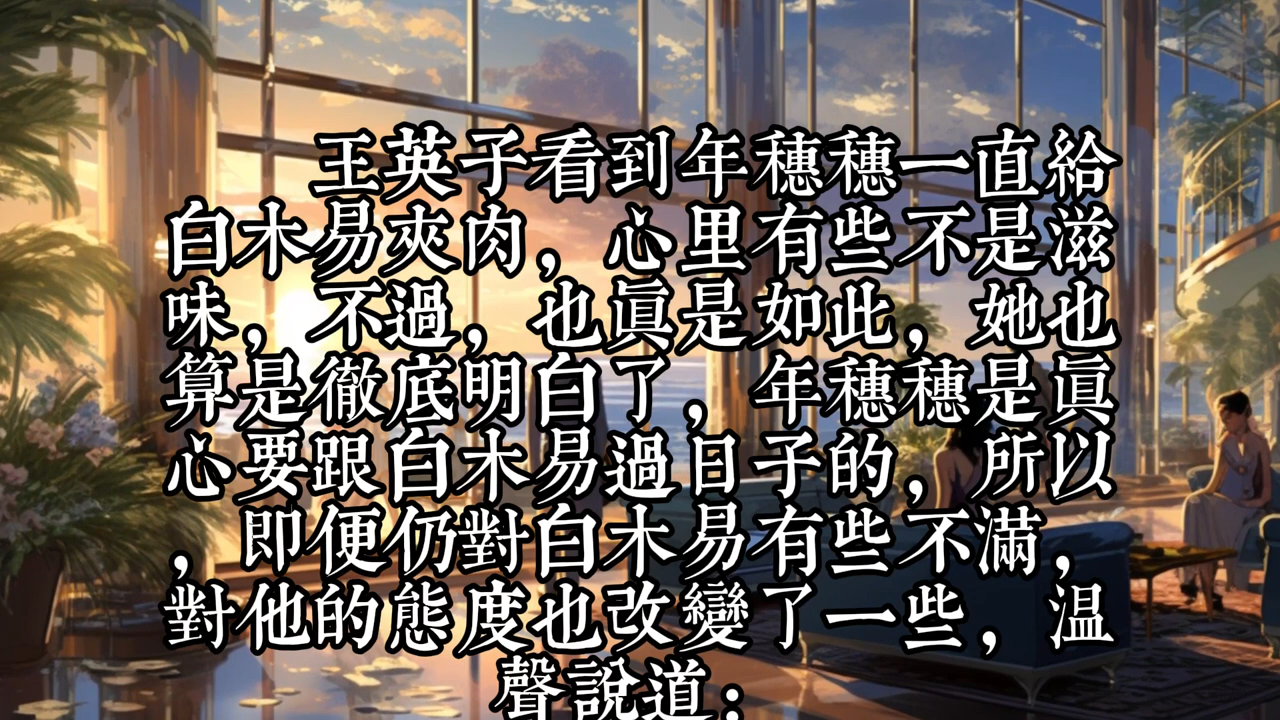 王英子看到年穗穗一直給
白木易夾肉，心里有些不是滋
味，不過，也眞是如此，她也
算是徹底明白了，年穗穗是眞
心要跟白木易過日子的，所以
，即便仍對白木易有些不滿，
對他的態度也改變了一些，温
聲說道：